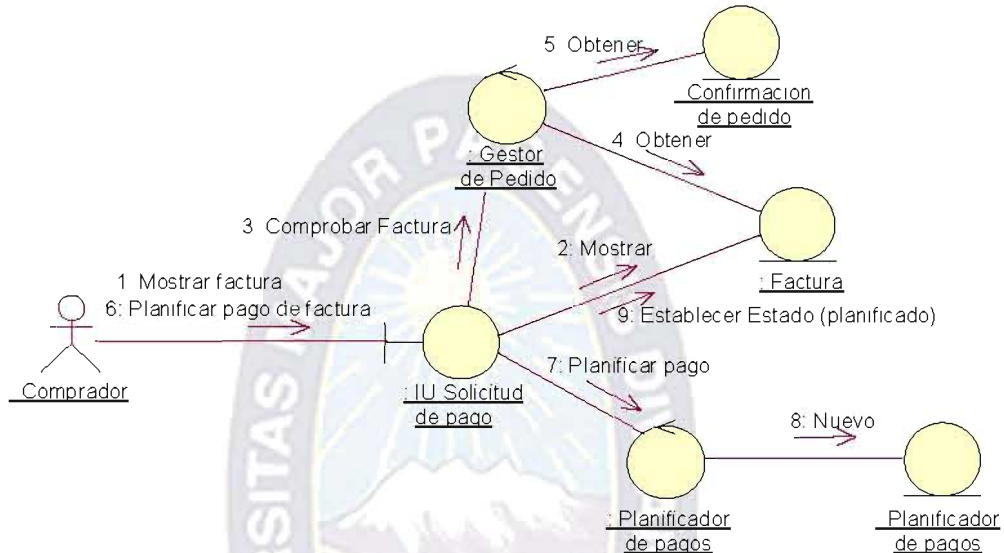 5 Obtener
Confirmacion
de pedido
4 Obtener
: Gestor
de Pedido
3 Comprobar Factura
2: Mostrar
: Factura
1 Mostrar factura
6: Planificar pago de factura
9: Establecer Estado (planificado)
Comprador
: IU Solicitud
de pago
7: Planificar pago
8: Nuevo
: Planificador
de pagos
Planificador
de pagos